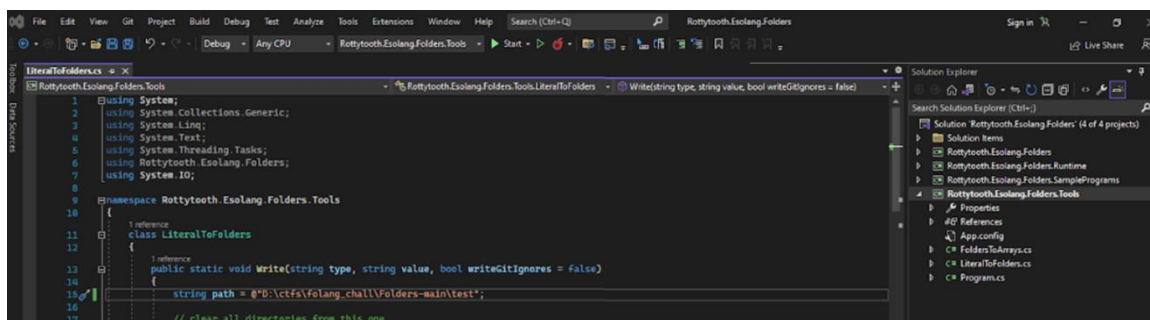 File Edit View Git Project Build Debug Test Analyze Tools Extensions Window Help Search (Ctrl+Q) Rottytooth.Esolang.Folders Sign in
Debug Any CPU Rottytooth.Esolang.Folders.Tools Start Live Share
Toolbox
Data Sources
LiteralToFolders.cs
Rottytooth.Esolang.Folders.Tools Rottytooth.Esolang.Folders.Tools.LiteralToFolders Write(string type, string value, bool writeGitIgnores = false)
1 using System;
2 using System.Collections.Generic;
3 using System.Linq;
4 using System.Text;
5 using System.Threading.Tasks;
6 using Rottytooth.Esolang.Folders;
7 using System.IO;
8
9 namespace Rottytooth.Esolang.Folders.Tools
10 {
1 reference
11 class LiteralToFolders
12 {
1 reference
13 public static void Write(string type, string value, bool writeGitIgnores = false)
14 {
15 string path = @"D:\ctfs\folang_chall\Folders-main\test";
16
17 // clear all directories from this one
Solution Explorer
Search Solution Explorer (Ctrl+;)
Solution 'Rottytooth.Esolang.Folders' (4 of 4 projects)
Solution Items
Rottytooth.Esolang.Folders
Rottytooth.Esolang.Folders.Runtime
Rottytooth.Esolang.Folders.SamplePrograms
Rottytooth.Esolang.Folders.Tools
Properties
References
App.config
C# FoldersToArrays.cs
C# LiteralToFolders.cs
C# Program.cs